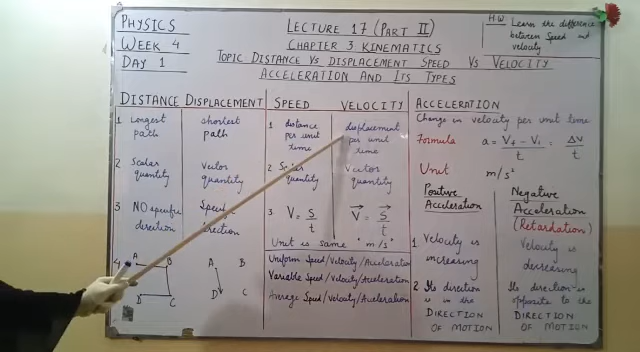 PHYSICS
WEEK 4
DAY 1
LECTURE 17 (PART II)
CHAPTER 3 KINEMATICS
TOPIC DISTANCE VS DISPLACEMENT SPEED VS VELOCITY
ACCELERATION AND ITS TYPES
H.W Learn the difference
between Speed and
velocity
DISTANCE
1 Longest
path
2 Scalar
quantity
3 NO specific
direction
4 A B
D C
DISPLACEMENT
shortest
path
Vector
quantity
direction
A B
D C
SPEED
1 distance
per unit
time
2 Scalar
quantity
3 V = S/t
VELOCITY
displacement
per unit
time
Vector
quantity
V = S/t
Unit is same "m/s"
Uniform Speed/Velocity/Acceleration
Variable Speed/Velocity/Acceleration
Average Speed/Velocity/Acceleration
ACCELERATION
Change in velocity per unit time
Formula a = Vf - Vi / t = ΔV / t
Unit m/s²
Positive
Acceleration
1 Velocity is
increasing
2 Its direction
is in the
DIRECTION
OF MOTION
Negative
Acceleration
(Retardation)
Velocity is
decreasing
Its direction is
opposite to the
DIRECTION
OF MOTION